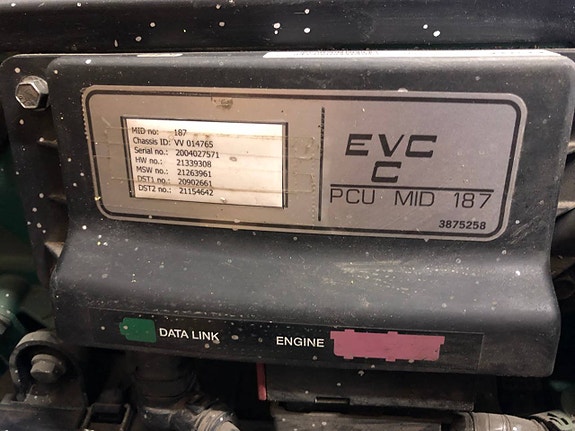 MID no: 187
Chassis ID: VV 014765
Serial no.: 2004027571
HW no.: 21339308
MSW no.: 21263961
DST1 no.: 20902661
DST2 no.: 21154642
EVC
C
PCU MID 187
3875258
DATA LINK
ENGINE